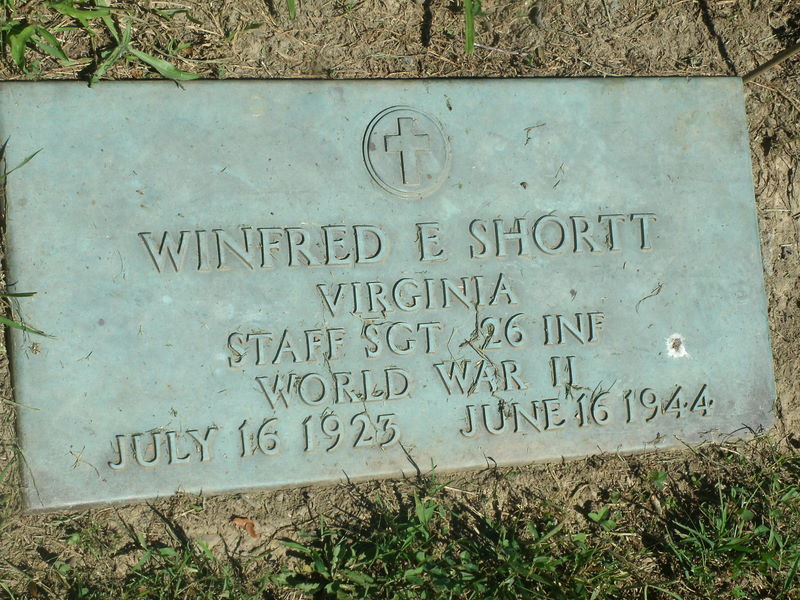 WINFRED E SHORTT
VIRGINIA
STAFF SGT 26 INF
WORLD WAR II
JULY 16 1923 JUNE 16 1944